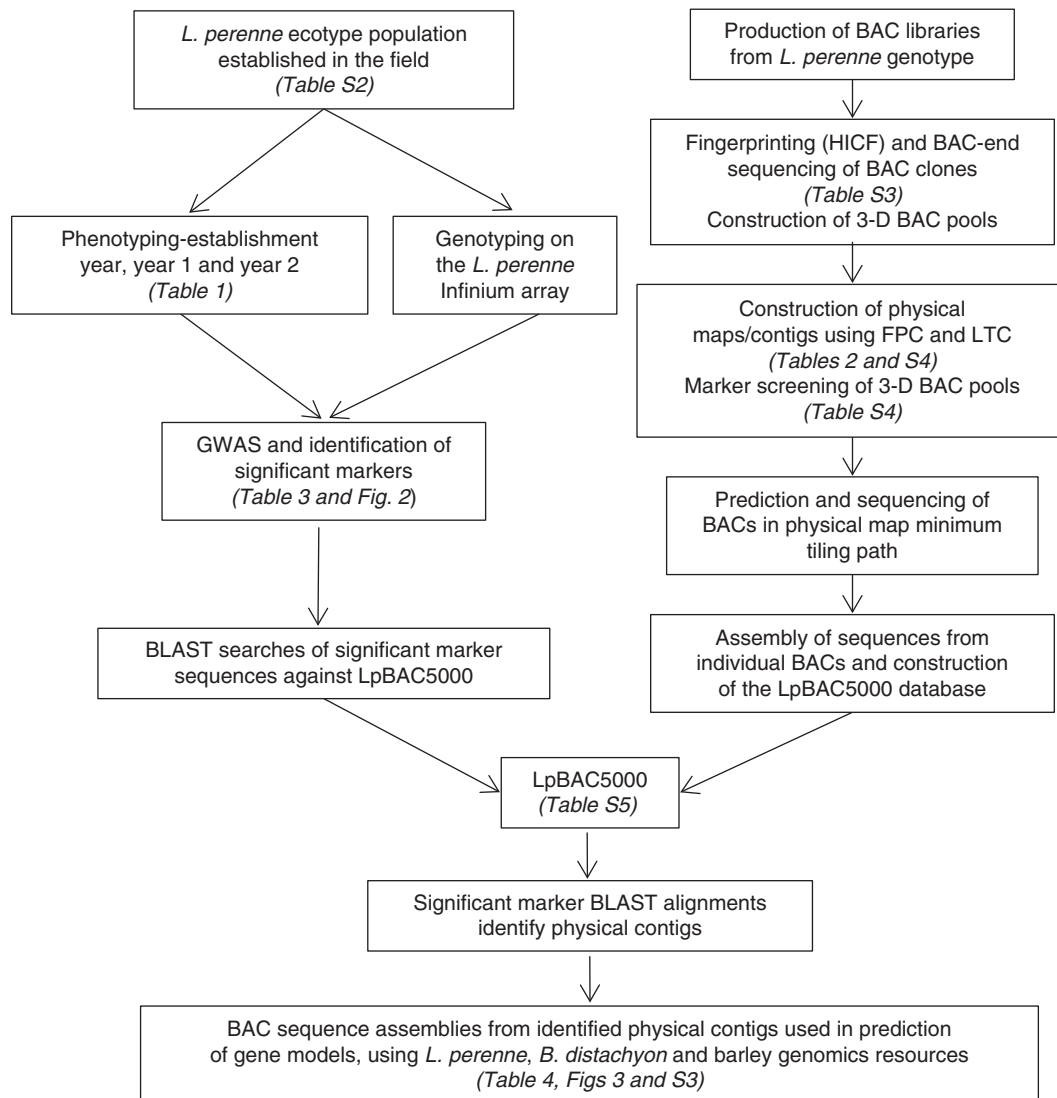 L. perenne ecotype population
established in the field
(Table S2)
Production of BAC libraries
from L. perenne genotype
Fingerprinting (HICF) and BAC-end
sequencing of BAC clones
(Table S3)
Construction of 3-D BAC pools
Phenotyping-establishment
year, year 1 and year 2
(Table 1)
Genotyping on
the L. perenne
Infinium array
Construction of physical
maps/contigs using FPC and LTC
(Tables 2 and S4)
Marker screening of 3-D BAC pools
(Table S4)
GWAS and identification of
significant markers
(Table 3 and Fig. 2)
Prediction and sequencing of
BACs in physical map minimum
tiling path
BLAST searches of significant marker
sequences against LpBAC5000
Assembly of sequences from
individual BACs and construction
of the LpBAC5000 database
LpBAC5000
(Table S5)
Significant marker BLAST alignments
identify physical contigs
BAC sequence assemblies from identified physical contigs used in prediction
of gene models, using L. perenne, B. distachyon and barley genomics resources
(Table 4, Figs 3 and S3)